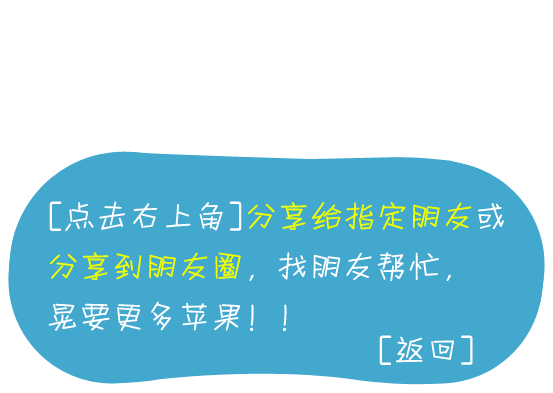 [点击右上角]分享给指定朋友或
分享到朋友圈，找朋友帮忙，
晃要更多苹果！！
[返回]